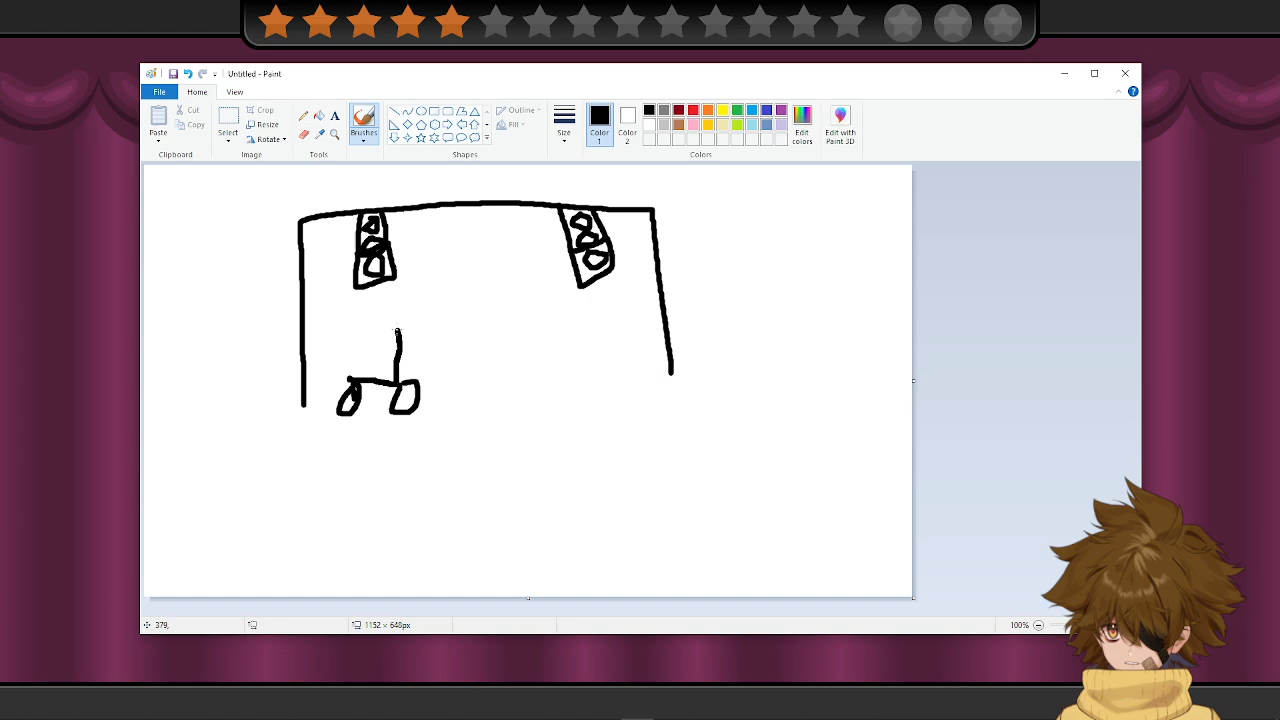 Untitled - Paint
File Home View
Paste Cut Copy Select Crop Resize Rotate A Brushes Outline Fill Size Color 1 Color 2 Edit colors Edit with Paint 3D
Clipboard Image Tools Shapes Colors
379, 1152 × 648px 100%